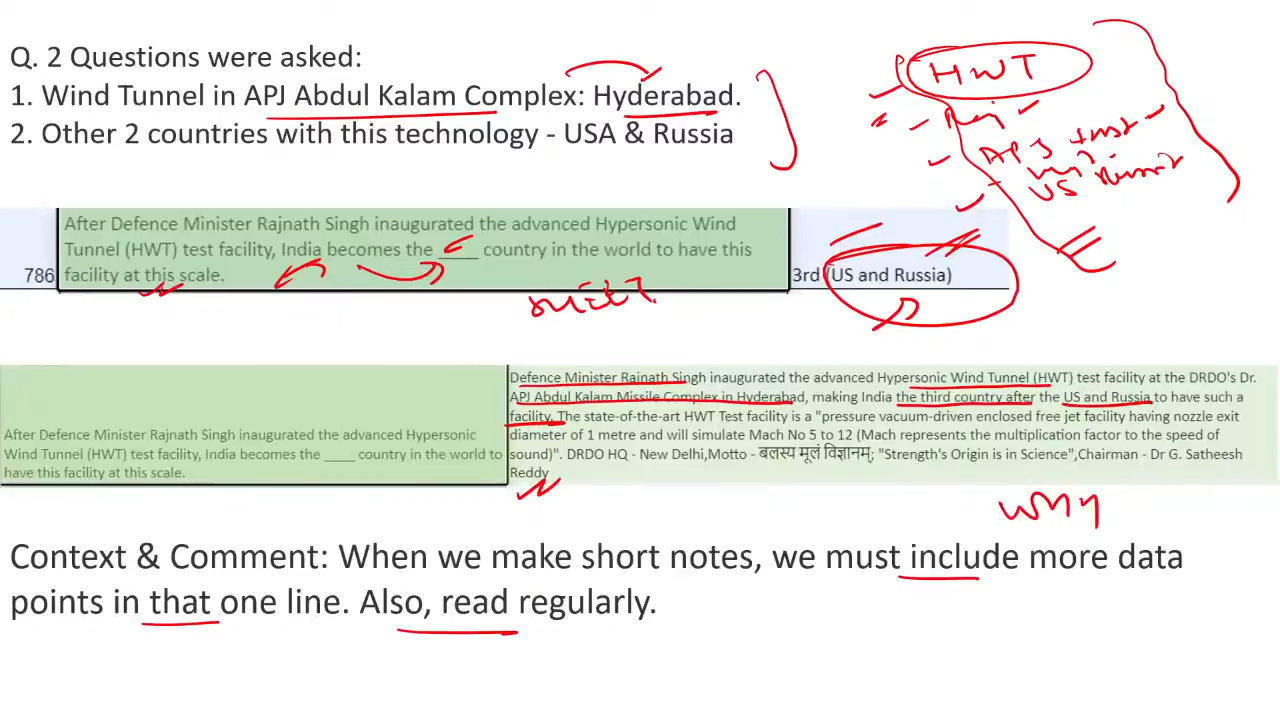 Q. 2 Questions were asked:
1. Wind Tunnel in APJ Abdul Kalam Complex: Hyderabad.
2. Other 2 countries with this technology - USA & Russia
HWT
APJ
US
After Defence Minister Rajnath Singh inaugurated the advanced Hypersonic Wind
Tunnel (HWT) test facility, India becomes the ____ country in the world to have this
786 facility at this scale. 3rd (US and Russia)
Defence Minister Rajnath Singh inaugurated the advanced Hypersonic Wind Tunnel (HWT) test facility at the DRDO's Dr.
APJ Abdul Kalam Missile Complex in Hyderabad, making India the third country after the US and Russia to have such a
facility. The state-of-the-art HWT Test facility is a "pressure vacuum-driven enclosed free jet facility having nozzle exit
diameter of 1 metre and will simulate Mach No 5 to 12 (Mach represents the multiplication factor to the speed of
sound)". DRDO HQ - New Delhi,Motto - बलस्य मूलं विज्ञानम्; "Strength's Origin is in Science",Chairman - Dr G. Satheesh
Reddy
After Defence Minister Rajnath Singh inaugurated the advanced Hypersonic
Wind Tunnel (HWT) test facility, India becomes the ____ country in the world to
have this facility at this scale.
why
Context & Comment: When we make short notes, we must include more data
points in that one line. Also, read regularly.